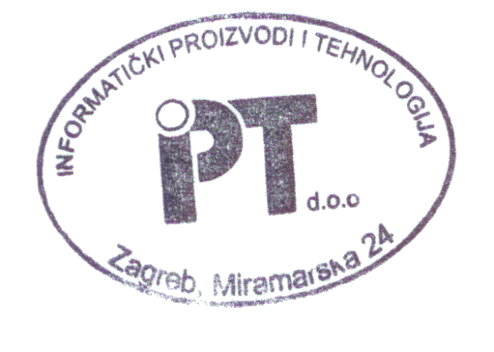 INFORMATIČKI PROIZVODI I TEHNOLOGIJA
iPT
d.o.o
Zagreb, Miramarska 24